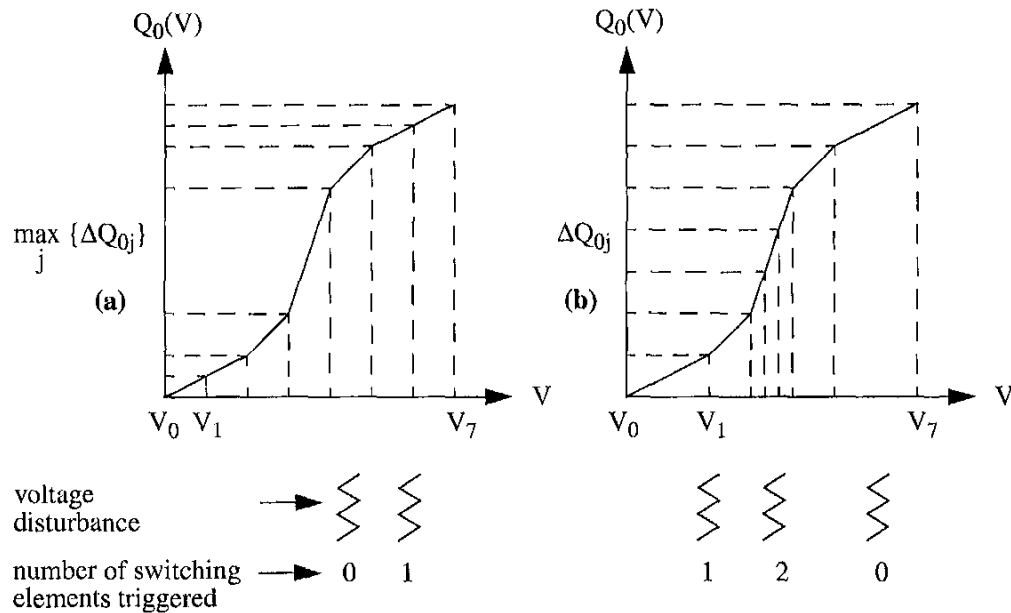 Q0(V)
Q0(V)
max {ΔQ0j}
j
(a)
ΔQ0j
(b)
V
V
V0 V1 V7
V0 V1 V7
voltage
disturbance
number of switching
elements triggered
0 1
1 2 0